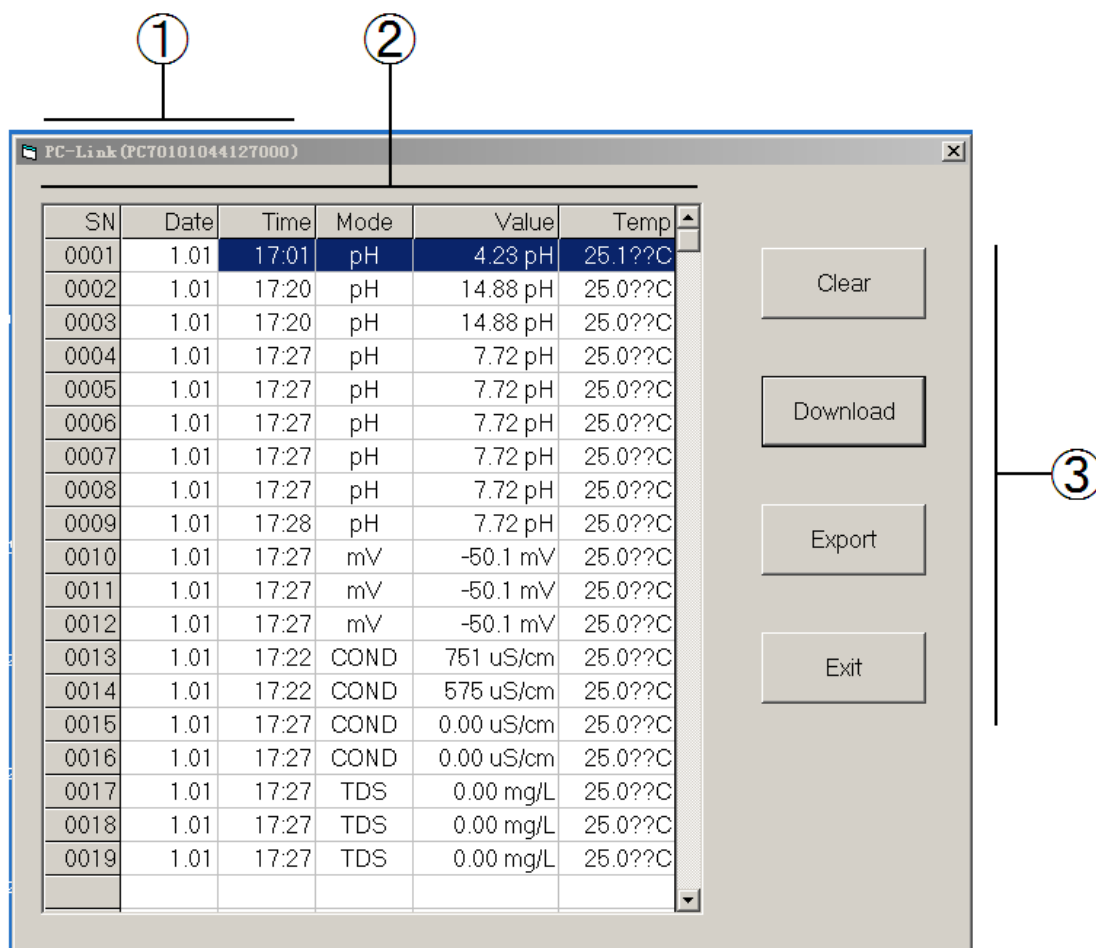 ① ②
PC-Link(PC70101044127000)
SN Date Time Mode Value Temp
0001 1.01 17:01 pH 4.23 pH 25.1??C
0002 1.01 17:20 pH 14.88 pH 25.0??C
0003 1.01 17:20 pH 14.88 pH 25.0??C
0004 1.01 17:27 pH 7.72 pH 25.0??C
0005 1.01 17:27 pH 7.72 pH 25.0??C
0006 1.01 17:27 pH 7.72 pH 25.0??C
0007 1.01 17:27 pH 7.72 pH 25.0??C
0008 1.01 17:27 pH 7.72 pH 25.0??C
0009 1.01 17:28 pH 7.72 pH 25.0??C
0010 1.01 17:27 mV -50.1 mV 25.0??C
0011 1.01 17:27 mV -50.1 mV 25.0??C
0012 1.01 17:27 mV -50.1 mV 25.0??C
0013 1.01 17:22 COND 751 uS/cm 25.0??C
0014 1.01 17:22 COND 575 uS/cm 25.0??C
0015 1.01 17:27 COND 0.00 uS/cm 25.0??C
0016 1.01 17:27 COND 0.00 uS/cm 25.0??C
0017 1.01 17:27 TDS 0.00 mg/L 25.0??C
0018 1.01 17:27 TDS 0.00 mg/L 25.0??C
0019 1.01 17:27 TDS 0.00 mg/L 25.0??C
Clear
Download
Export
Exit
③